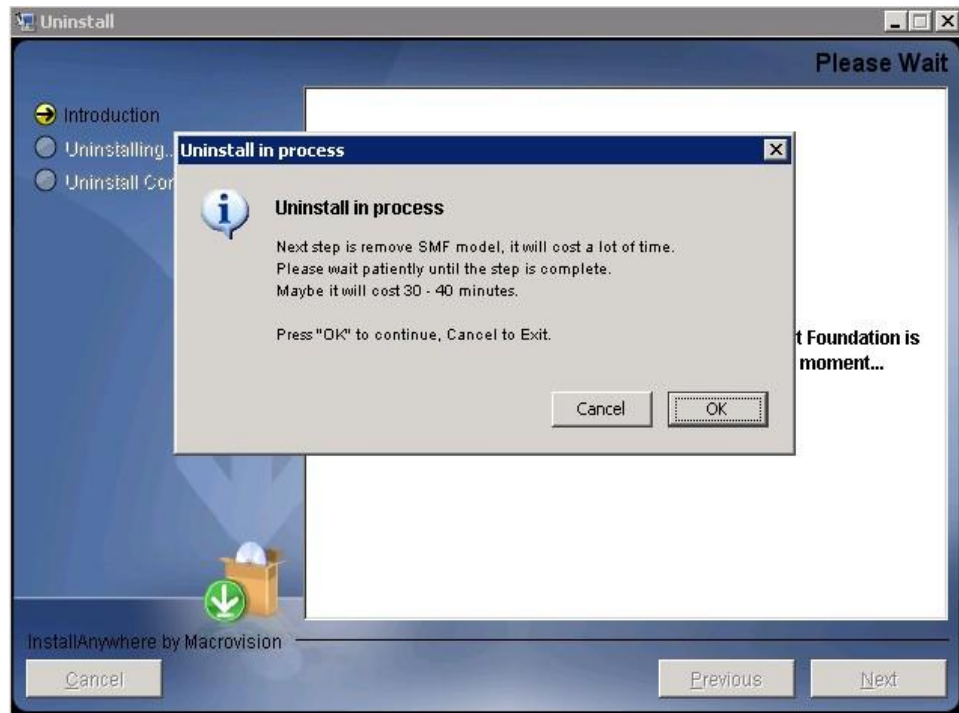 Uninstall
Please Wait
Introduction
Uninstalling..
Uninstall Con
Uninstall in process
Uninstall in process
Next step is remove SMF model, it will cost a lot of time.
Please wait patiently until the step is complete.
Maybe it will cost 30 - 40 minutes.
Press "OK" to continue, Cancel to Exit.
Cancel
OK
t Foundation is
moment...
InstallAnywhere by Macrovision
Cancel
Previous
Next